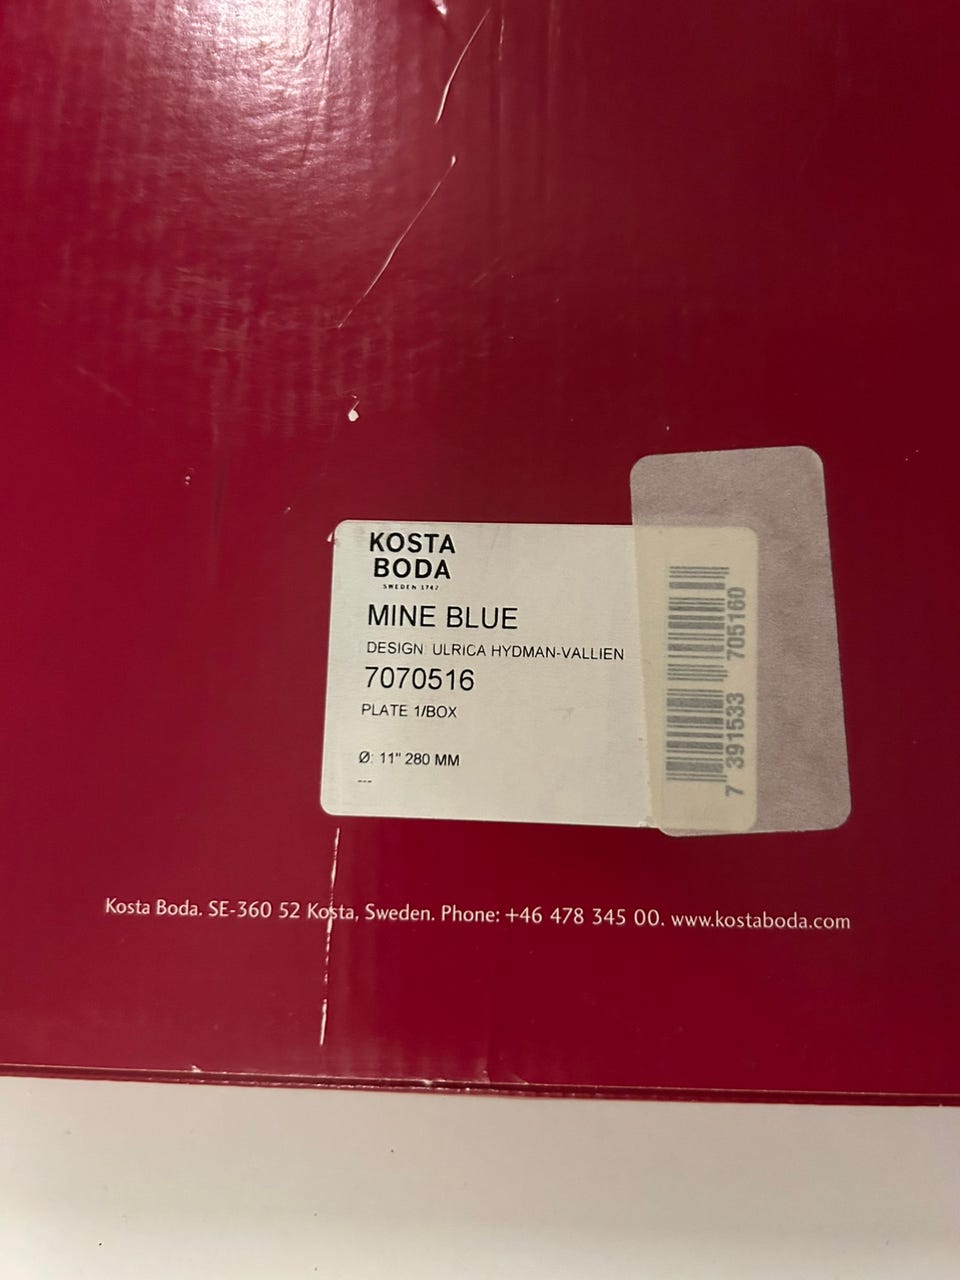 KOSTA
BODA
SWEDEN 1742
MINE BLUE
DESIGN: ULRICA HYDMAN-VALLIEN
7070516
PLATE 1/BOX
Ø: 11" 280 MM
---
7 391533 705160
Kosta Boda. SE-360 52 Kosta, Sweden. Phone: +46 478 345 00. www.kostaboda.com